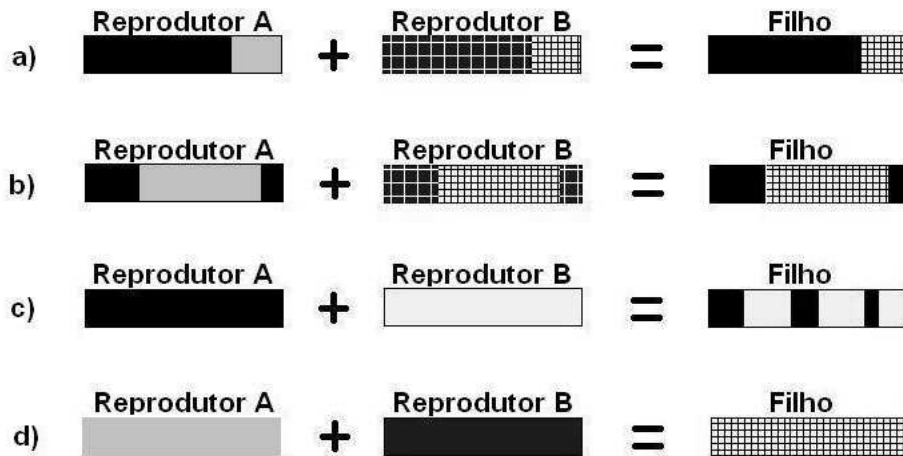 Reprodutor A Reprodutor B Filho
a) + =
Reprodutor A Reprodutor B Filho
b) + =
Reprodutor A Reprodutor B Filho
c) + =
Reprodutor A Reprodutor B Filho
d) + =